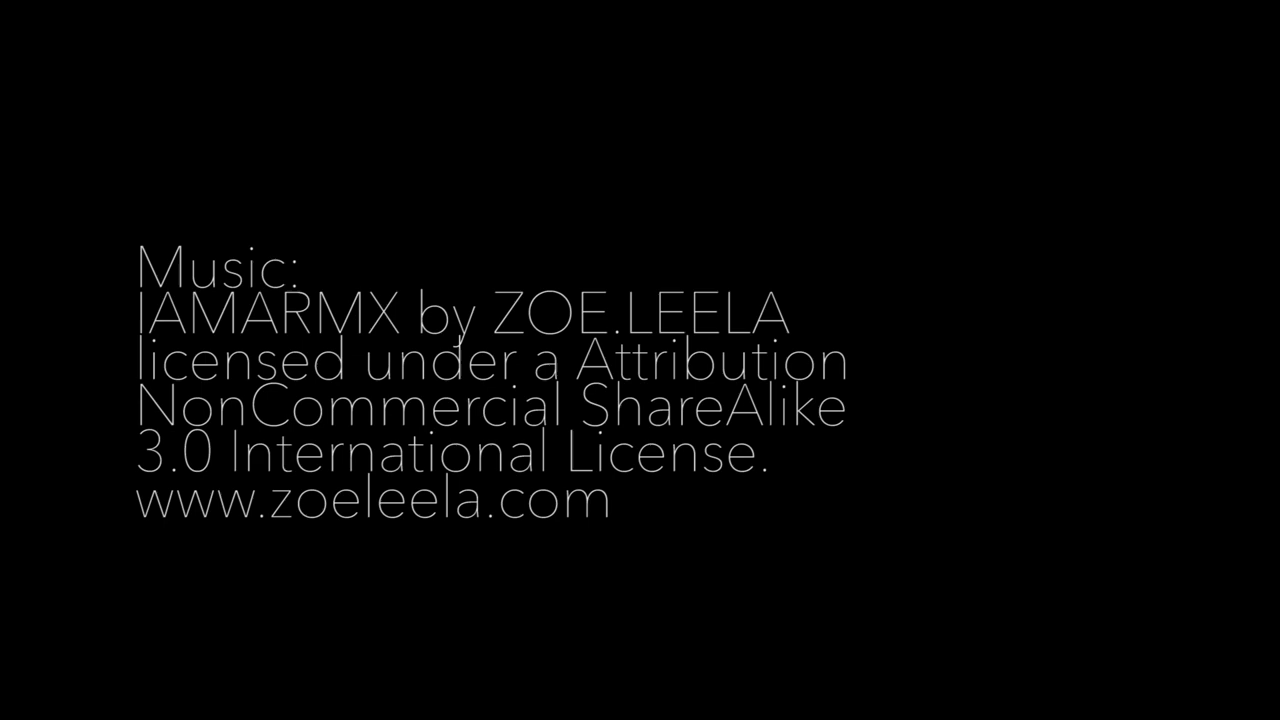 Music:
IAMARMX by ZOE.LEELA
licensed under a Attribution
NonCommercial ShareAlike
3.0 International License.
www.zoeleela.com